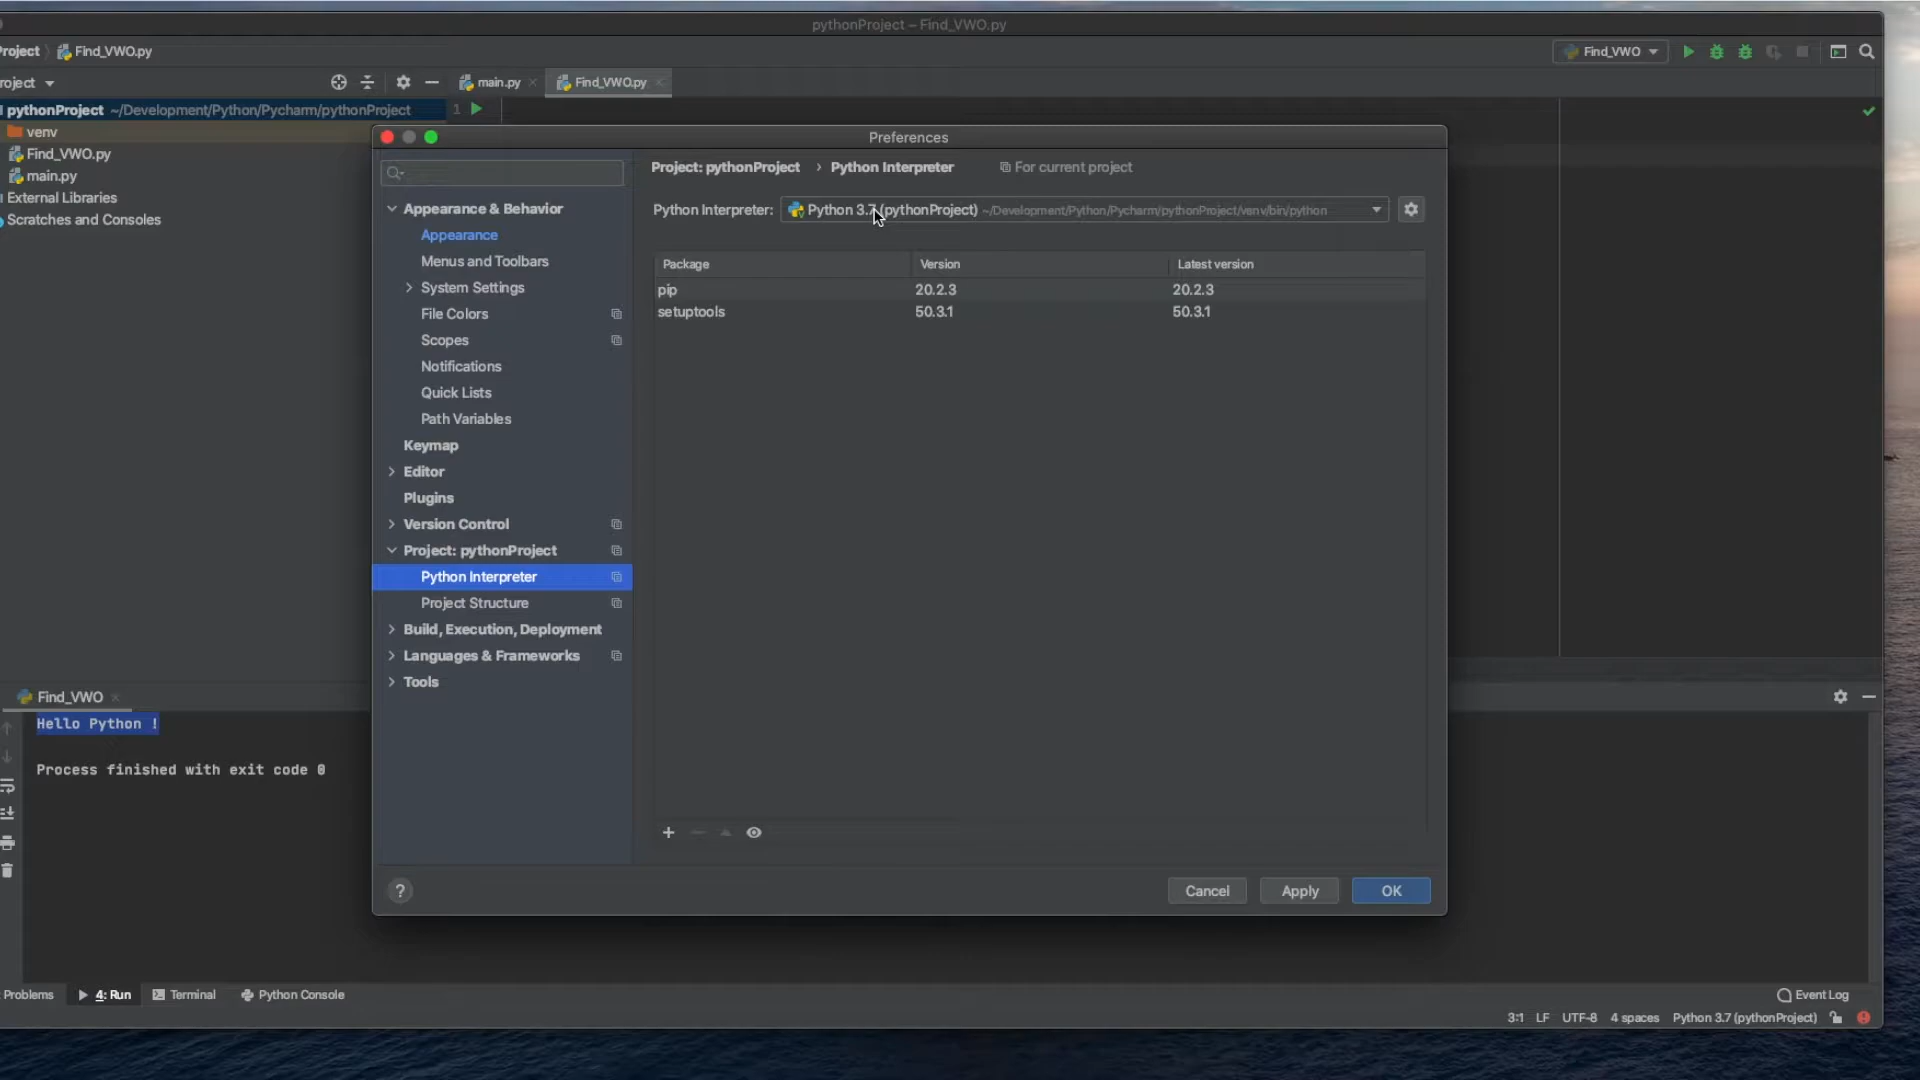 pythonProject – Find_VWO.py
roject
Find_VWO.py
Find_VWO
roject
main.py
Find_VWO.py
pythonProject ~/Development/Python/Pycharm/pythonProject
1
venv
Find_VWO.py
main.py
External Libraries
Scratches and Consoles
Preferences
Project: pythonProject › Python Interpreter
For current project
Python Interpreter:
Python 3.7 (pythonProject) ~/Development/Python/Pycharm/pythonProject/venv/bin/python
Appearance & Behavior
Appearance
Menus and Toolbars
System Settings
File Colors
Scopes
Notifications
Quick Lists
Path Variables
Keymap
Editor
Plugins
Version Control
Project: pythonProject
Python Interpreter
Project Structure
Build, Execution, Deployment
Languages & Frameworks
Tools
Package Version Latest version
pip 20.2.3 20.2.3
setuptools 50.3.1 50.3.1
?
Cancel
Apply
OK
Find_VWO
Hello Python !
Process finished with exit code 0
Problems
4: Run
Terminal
Python Console
Event Log
3:1 LF UTF-8 4 spaces Python 3.7 (pythonProject)